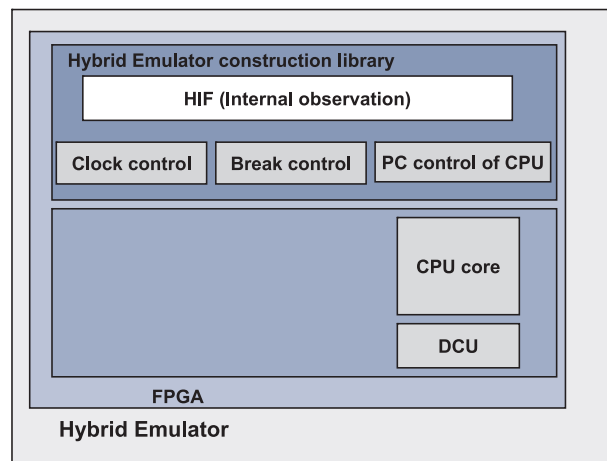 Hybrid Emulator construction library
HIF (Internal observation)
Clock control
Break control
PC control of CPU
CPU core
DCU
FPGA
Hybrid Emulator